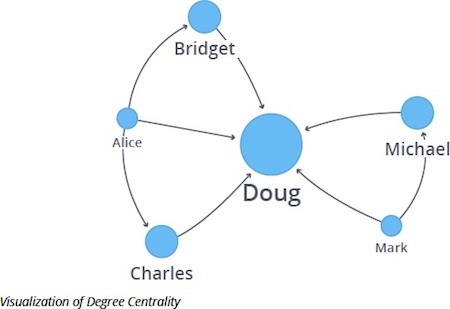 Bridget
Alice
Michael
Doug
Mark
Charles
Visualization of Degree Centrality